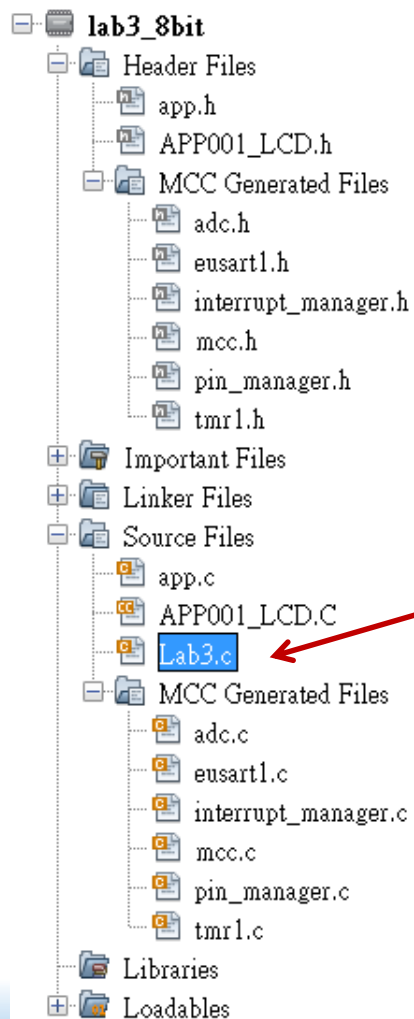 lab3_8bit
Header Files
app.h
APP001_LCD.h
MCC Generated Files
adc.h
eusart1.h
interrupt_manager.h
mcc.h
pin_manager.h
tmr1.h
Important Files
Linker Files
Source Files
app.c
APP001_LCD.C
Lab3.c
MCC Generated Files
adc.c
eusart1.c
interrupt_manager.c
mcc.c
pin_manager.c
tmr1.c
Libraries
Loadables